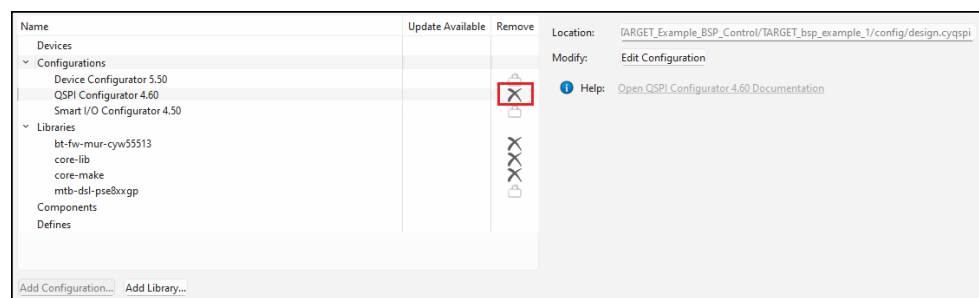 Name Update Available Remove
Devices
Configurations
Device Configurator 5.50
QSPI Configurator 4.60
Smart I/O Configurator 4.50
Libraries
bt-fw-mur-cyw55513
core-lib
core-make
mtb-dsl-pse8xxgp
Components
Defines
Add Configuration... Add Library...
Location: TARGET_Example_BSP_Control/TARGET_bsp_example_1/config/design.cyqspi
Modify: Edit Configuration
Help: Open QSPI Configurator 4.60 Documentation